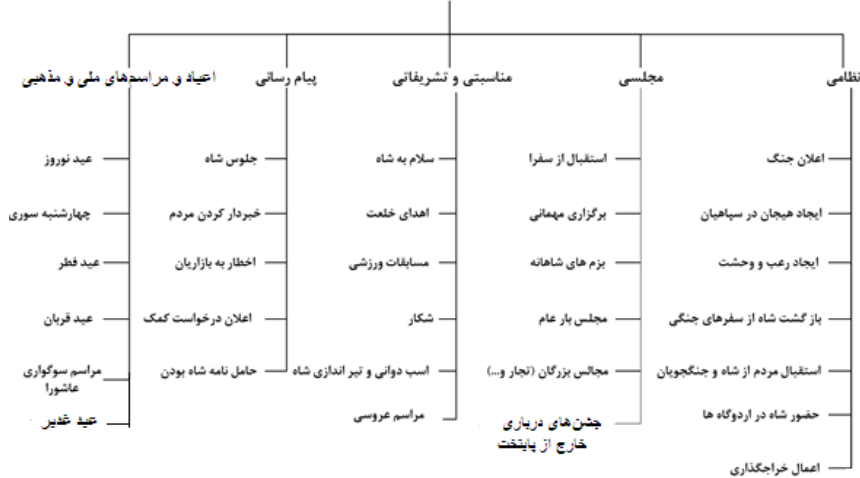 نظامی
مجلسی
مناسبتی و تشریفاتی
پیام رسانی
اعیاد و مراسم‌های ملی و مذهبی
اعلان جنگ
استقبال از سفرا
سلام به شاه
جلوس شاه
عید نوروز
ایجاد هیجان در سپاهیان
برگزاری مهمانی
اهدای خلعت
خبردار کردن مردم
چهارشنبه سوری
ایجاد رعب و وحشت
بزم های شاهانه
مسابقات ورزشی
اخطار به بازاریان
عید فطر
باز گشت شاه از سفرهای جنگی
مجلس بار عام
شکار
اعلان درخواست کمک
عید قربان
استقبال مردم از شاه و جنگجویان
مجالس بزرگان (تجار و...)
اسب دوانی و تیر اندازی شاه
حامل نامه شاه بودن
مراسم سوگواری
عاشورا
حضور شاه در اردوگاه ها
جشن‌های درباری
خارج از پایتخت
مراسم عروسی
عید غدیر
اعمال خراجگذاری